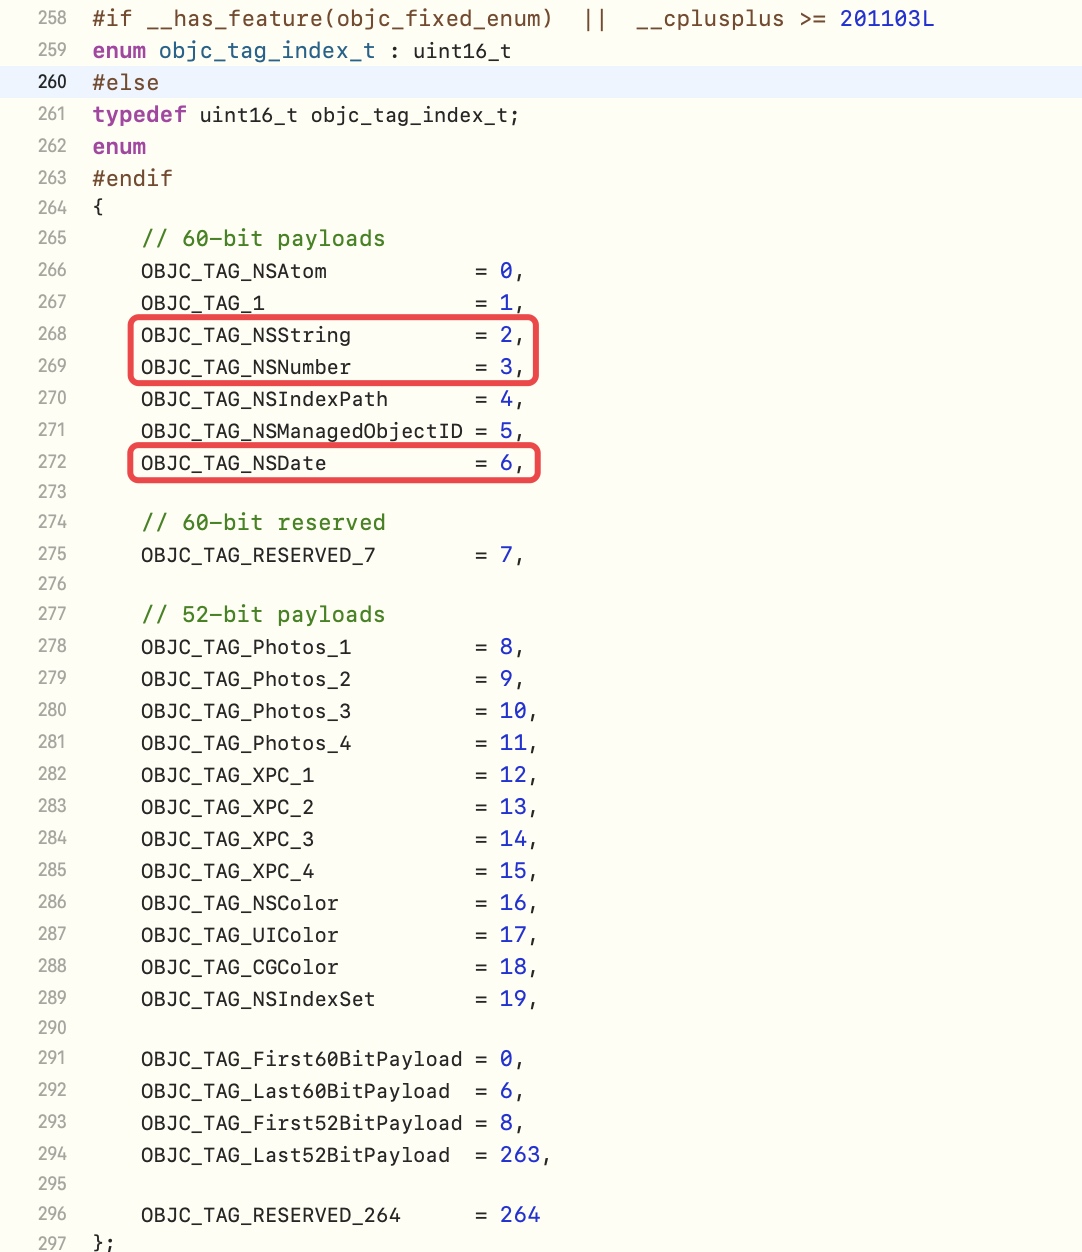 258 #if __has_feature(objc_fixed_enum)  ||  __cplusplus >= 201103L
259 enum objc_tag_index_t : uint16_t
260 #else
261 typedef uint16_t objc_tag_index_t;
262 enum
263 #endif
264 {
265     // 60-bit payloads
266     OBJC_TAG_NSAtom            = 0,
267     OBJC_TAG_1                 = 1,
268     OBJC_TAG_NSString          = 2,
269     OBJC_TAG_NSNumber          = 3,
270     OBJC_TAG_NSIndexPath       = 4,
271     OBJC_TAG_NSManagedObjectID = 5,
272     OBJC_TAG_NSDate            = 6,
273
274     // 60-bit reserved
275     OBJC_TAG_RESERVED_7        = 7,
276
277     // 52-bit payloads
278     OBJC_TAG_Photos_1          = 8,
279     OBJC_TAG_Photos_2          = 9,
280     OBJC_TAG_Photos_3          = 10,
281     OBJC_TAG_Photos_4          = 11,
282     OBJC_TAG_XPC_1             = 12,
283     OBJC_TAG_XPC_2             = 13,
284     OBJC_TAG_XPC_3             = 14,
285     OBJC_TAG_XPC_4             = 15,
286     OBJC_TAG_NSColor           = 16,
287     OBJC_TAG_UIColor           = 17,
288     OBJC_TAG_CGColor           = 18,
289     OBJC_TAG_NSIndexSet        = 19,
290
291     OBJC_TAG_First60BitPayload = 0,
292     OBJC_TAG_Last60BitPayload  = 6,
293     OBJC_TAG_First52BitPayload = 8,
294     OBJC_TAG_Last52BitPayload  = 263,
295
296     OBJC_TAG_RESERVED_264      = 264
297 };